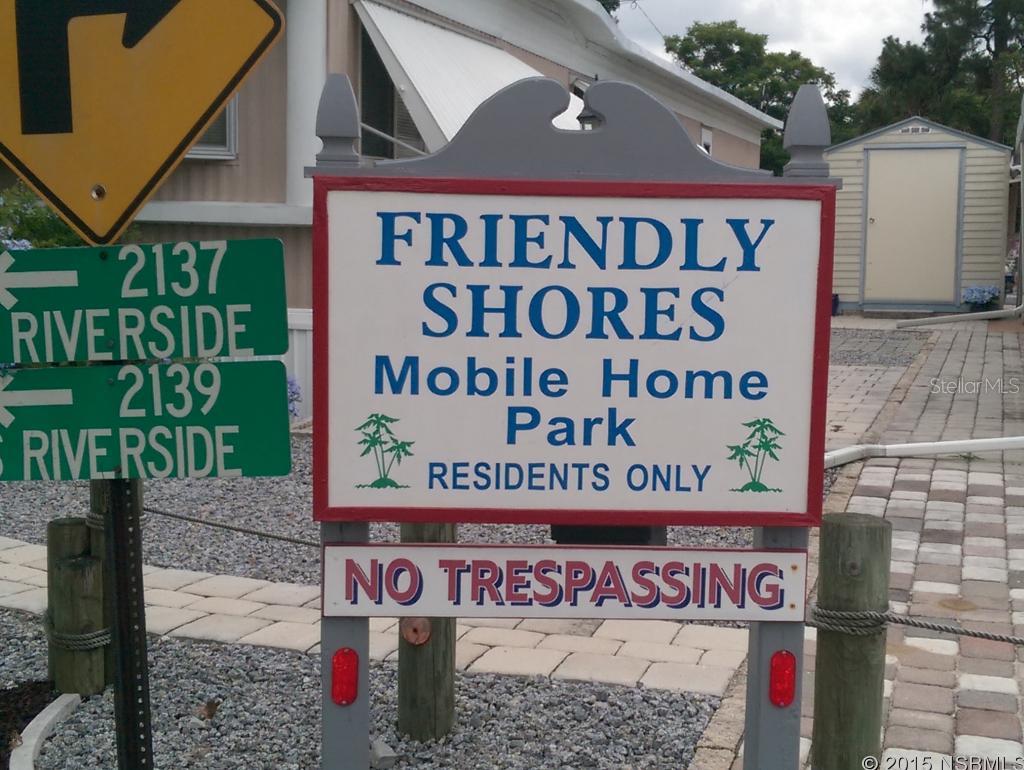 2137
RIVERSIDE
2139
S RIVERSIDE
FRIENDLY
SHORES
Mobile Home
Park
RESIDENTS ONLY
NO TRESPASSING
StellarMLS
© 2015 NSBMLS